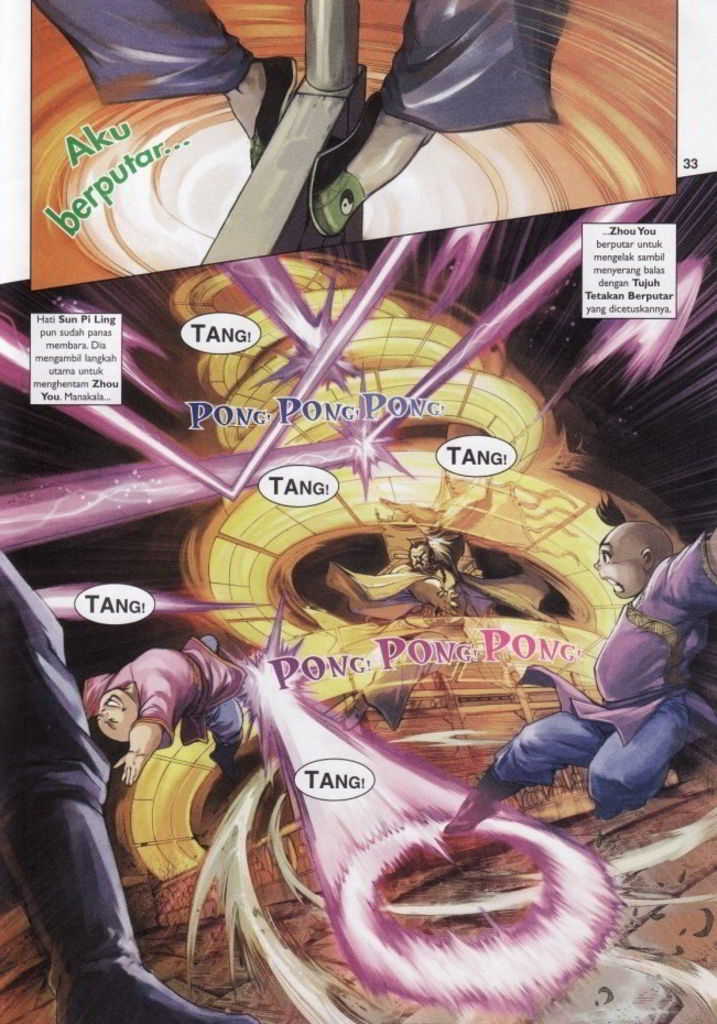 Aku
berputar...
33
...Zhou You
berputar untuk
mengelak sambil
menyerang balas
dengan Tujuh
Tetakan Berputar
yang dicetuskannya.
Hati Sun Pi Ling
pun sudah panas
membara. Dia
mengambil langkah
utama untuk
menghentam Zhou
You. Manakala...
TANG!
PONG! PONG! PONG!
TANG!
TANG!
TANG!
PONG! PONG! PONG!
TANG!